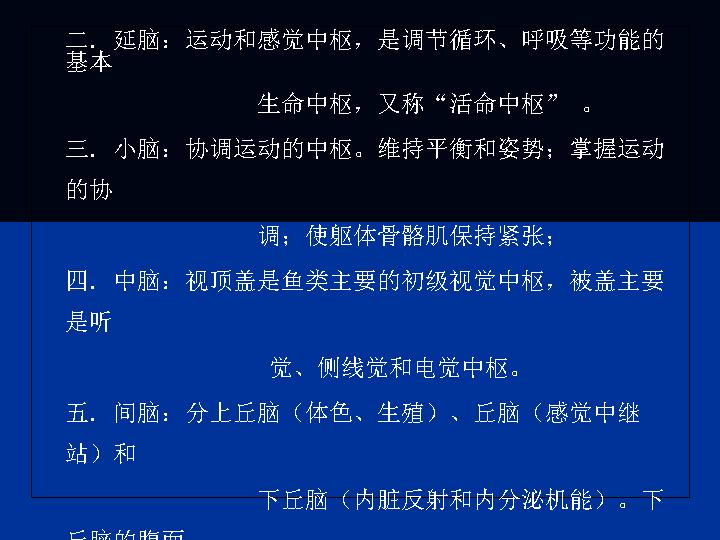 二．延脑：运动和感觉中枢，是调节循环、呼吸等功能的
基本
生命中枢，又称“活命中枢” 。
三．小脑：协调运动的中枢。维持平衡和姿势；掌握运动
的协
调；使躯体骨骼肌保持紧张；
四．中脑：视顶盖是鱼类主要的初级视觉中枢，被盖主要
是听
觉、侧线觉和电觉中枢。
五．间脑：分上丘脑（体色、生殖）、丘脑（感觉中继
站）和
下丘脑（内脏反射和内分泌机能）。下
丘脑的腹面